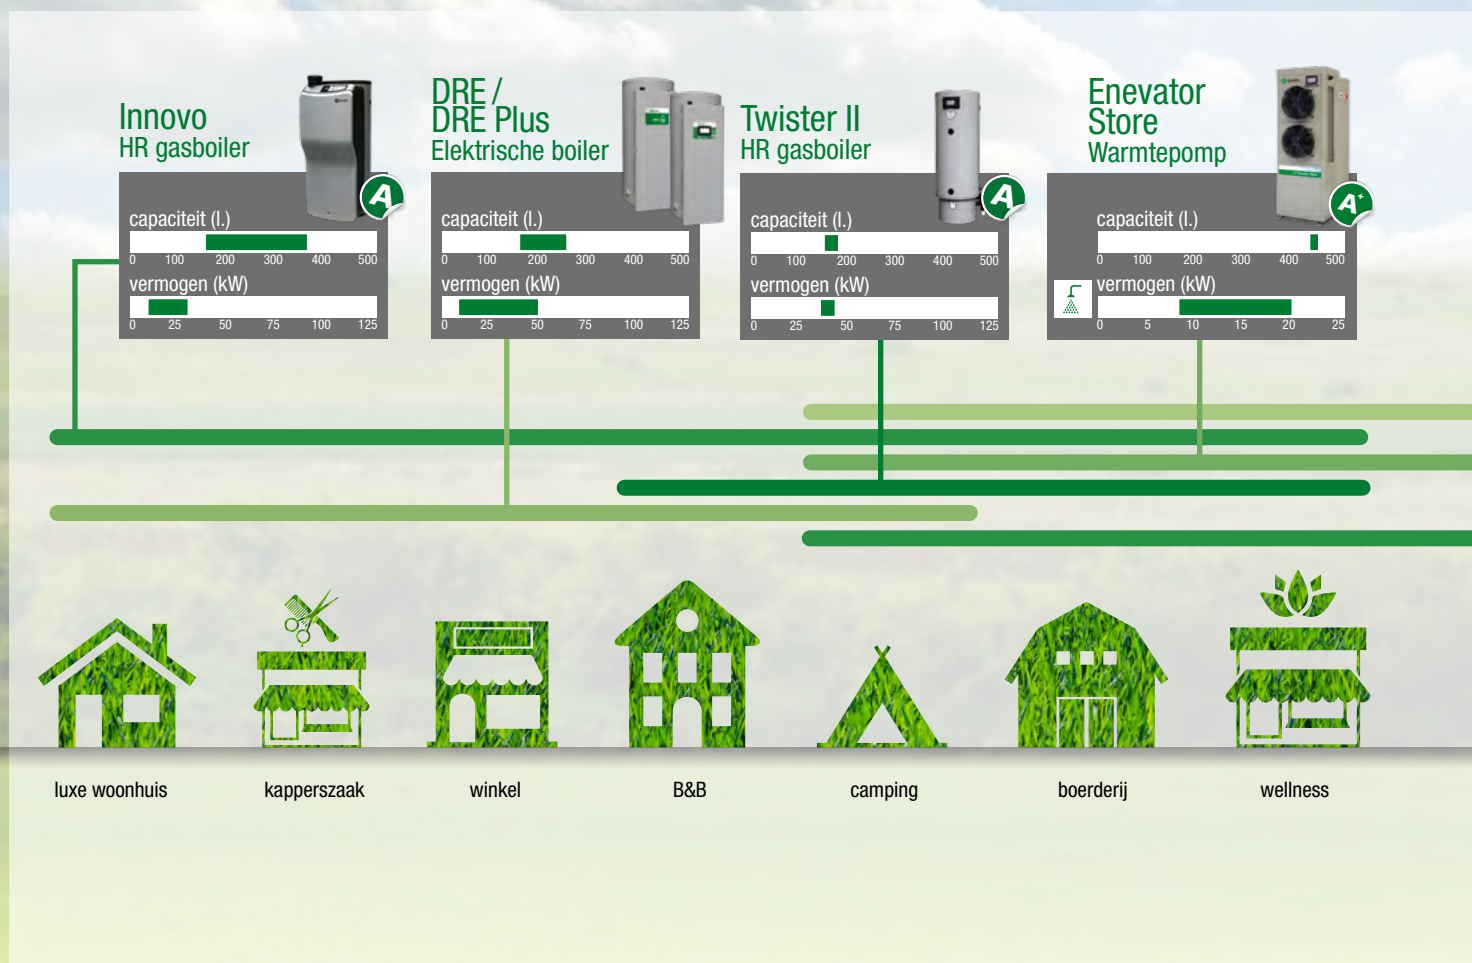 Innovo
HR gasboiler
A
capaciteit (l.)
0 100 200 300 400 500
vermogen (kW)
0 25 50 75 100 125
DRE /
DRE Plus
Elektrische boiler
capaciteit (l.)
0 100 200 300 400 500
vermogen (kW)
0 25 50 75 100 125
Twister II
HR gasboiler
A
capaciteit (l.)
0 100 200 300 400 500
vermogen (kW)
0 25 50 75 100 125
Enevator
Store
Warmtepomp
A+
capaciteit (l.)
0 100 200 300 400 500
vermogen (kW)
0 5 10 15 20 25
luxe woonhuis
kapperszaak
winkel
B&B
camping
boerderij
wellness